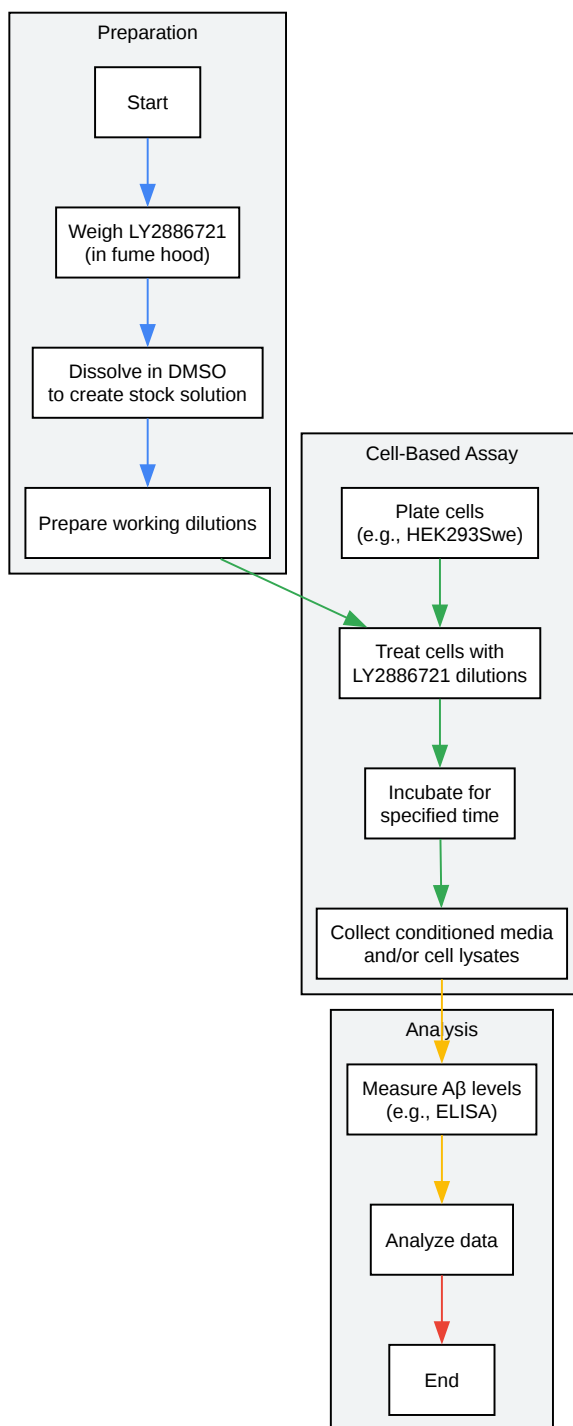 Preparation
Start
Weigh LY2886721
(in fume hood)
Dissolve in DMSO
to create stock solution
Prepare working dilutions
Cell-Based Assay
Plate cells
(e.g., HEK293Swe)
Treat cells with
LY2886721 dilutions
Incubate for
specified time
Collect conditioned media
and/or cell lysates
Analysis
Measure Aβ levels
(e.g., ELISA)
Analyze data
End